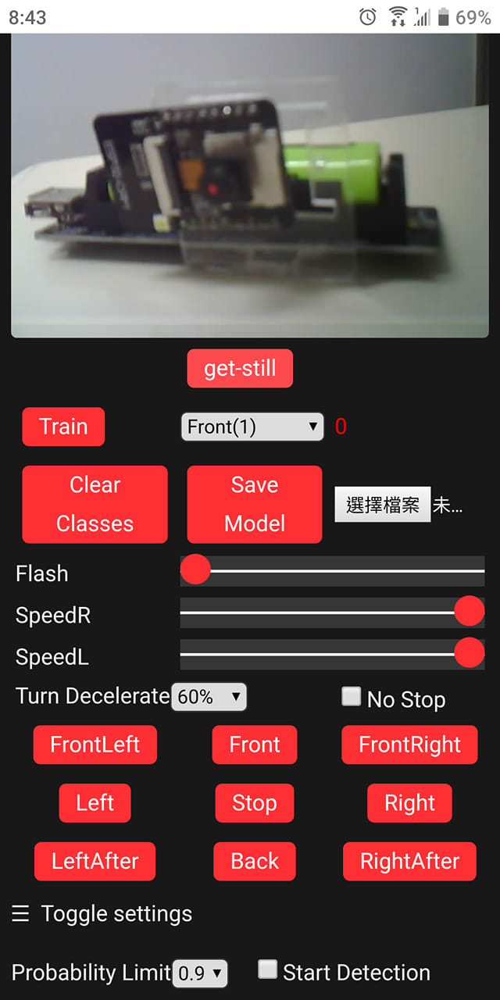 8:43 1 69%
get-still
Train Front(1) 0
Clear Classes Save Model 選擇檔案 未...
Flash
SpeedR
SpeedL
Turn Decelerate 60% No Stop
FrontLeft Front FrontRight
Left Stop Right
LeftAfter Back RightAfter
☰ Toggle settings
Probability Limit 0.9 Start Detection